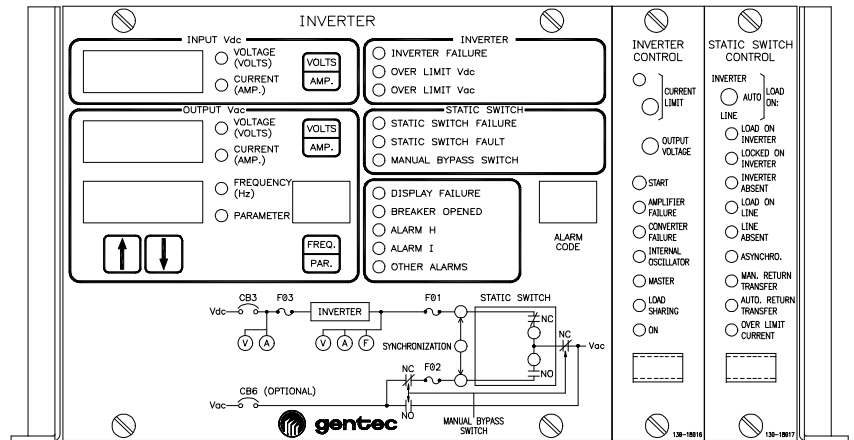 INVERTER
INPUT Vdc
VOLTAGE
(VOLTS)
CURRENT
(AMP.)
VOLTS
AMP.
OUTPUT Vac
VOLTAGE
(VOLTS)
CURRENT
(AMP.)
VOLTS
AMP.
FREQUENCY
(Hz)
PARAMETER
FREQ.
PAR.
INVERTER
INVERTER FAILURE
OVER LIMIT Vdc
OVER LIMIT Vac
STATIC SWITCH
STATIC SWITCH FAILURE
STATIC SWITCH FAULT
MANUAL BYPASS SWITCH
DISPLAY FAILURE
BREAKER OPENED
ALARM H
ALARM I
OTHER ALARMS
ALARM
CODE
CB3
F03
F01
STATIC SWITCH
Vdc
INVERTER
NC
NC
V
A
V
A
F
SYNCHRONIZATION
Vac
F02
NC
NO
CB6 (OPTIONAL)
Vac
NO
gentec
MANUAL BYPASS
SWITCH
INVERTER
CONTROL
CURRENT
LIMIT
OUTPUT
VOLTAGE
START
AMPLIFIER
FAILURE
CONVERTER
FAILURE
INTERNAL
OSCILLATOR
MASTER
LOAD
SHARING
ON
130-18016
STATIC SWITCH
CONTROL
INVERTER
AUTO
LOAD
ON:
LINE
LOAD ON
INVERTER
LOCKED ON
INVERTER
INVERTER
ABSENT
LOAD ON
LINE
LINE
ABSENT
ASYNCHRO.
MAN. RETURN
TRANSFER
AUTO. RETURN
TRANSFER
OVER LIMIT
CURRENT
130-18017